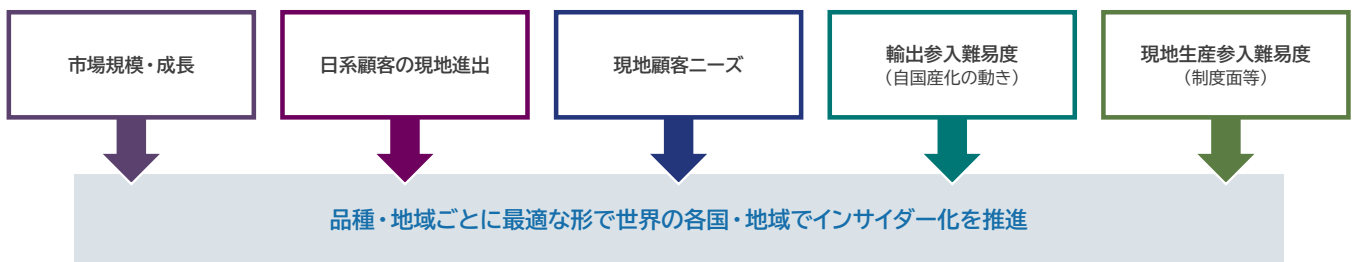 市場規模・成長
日系顧客の現地進出
現地顧客ニーズ
輸出参入難易度
（自国産化の動き）
現地生産参入難易度
（制度面等）
品種・地域ごとに最適な形で世界の各国・地域でインサイダー化を推進